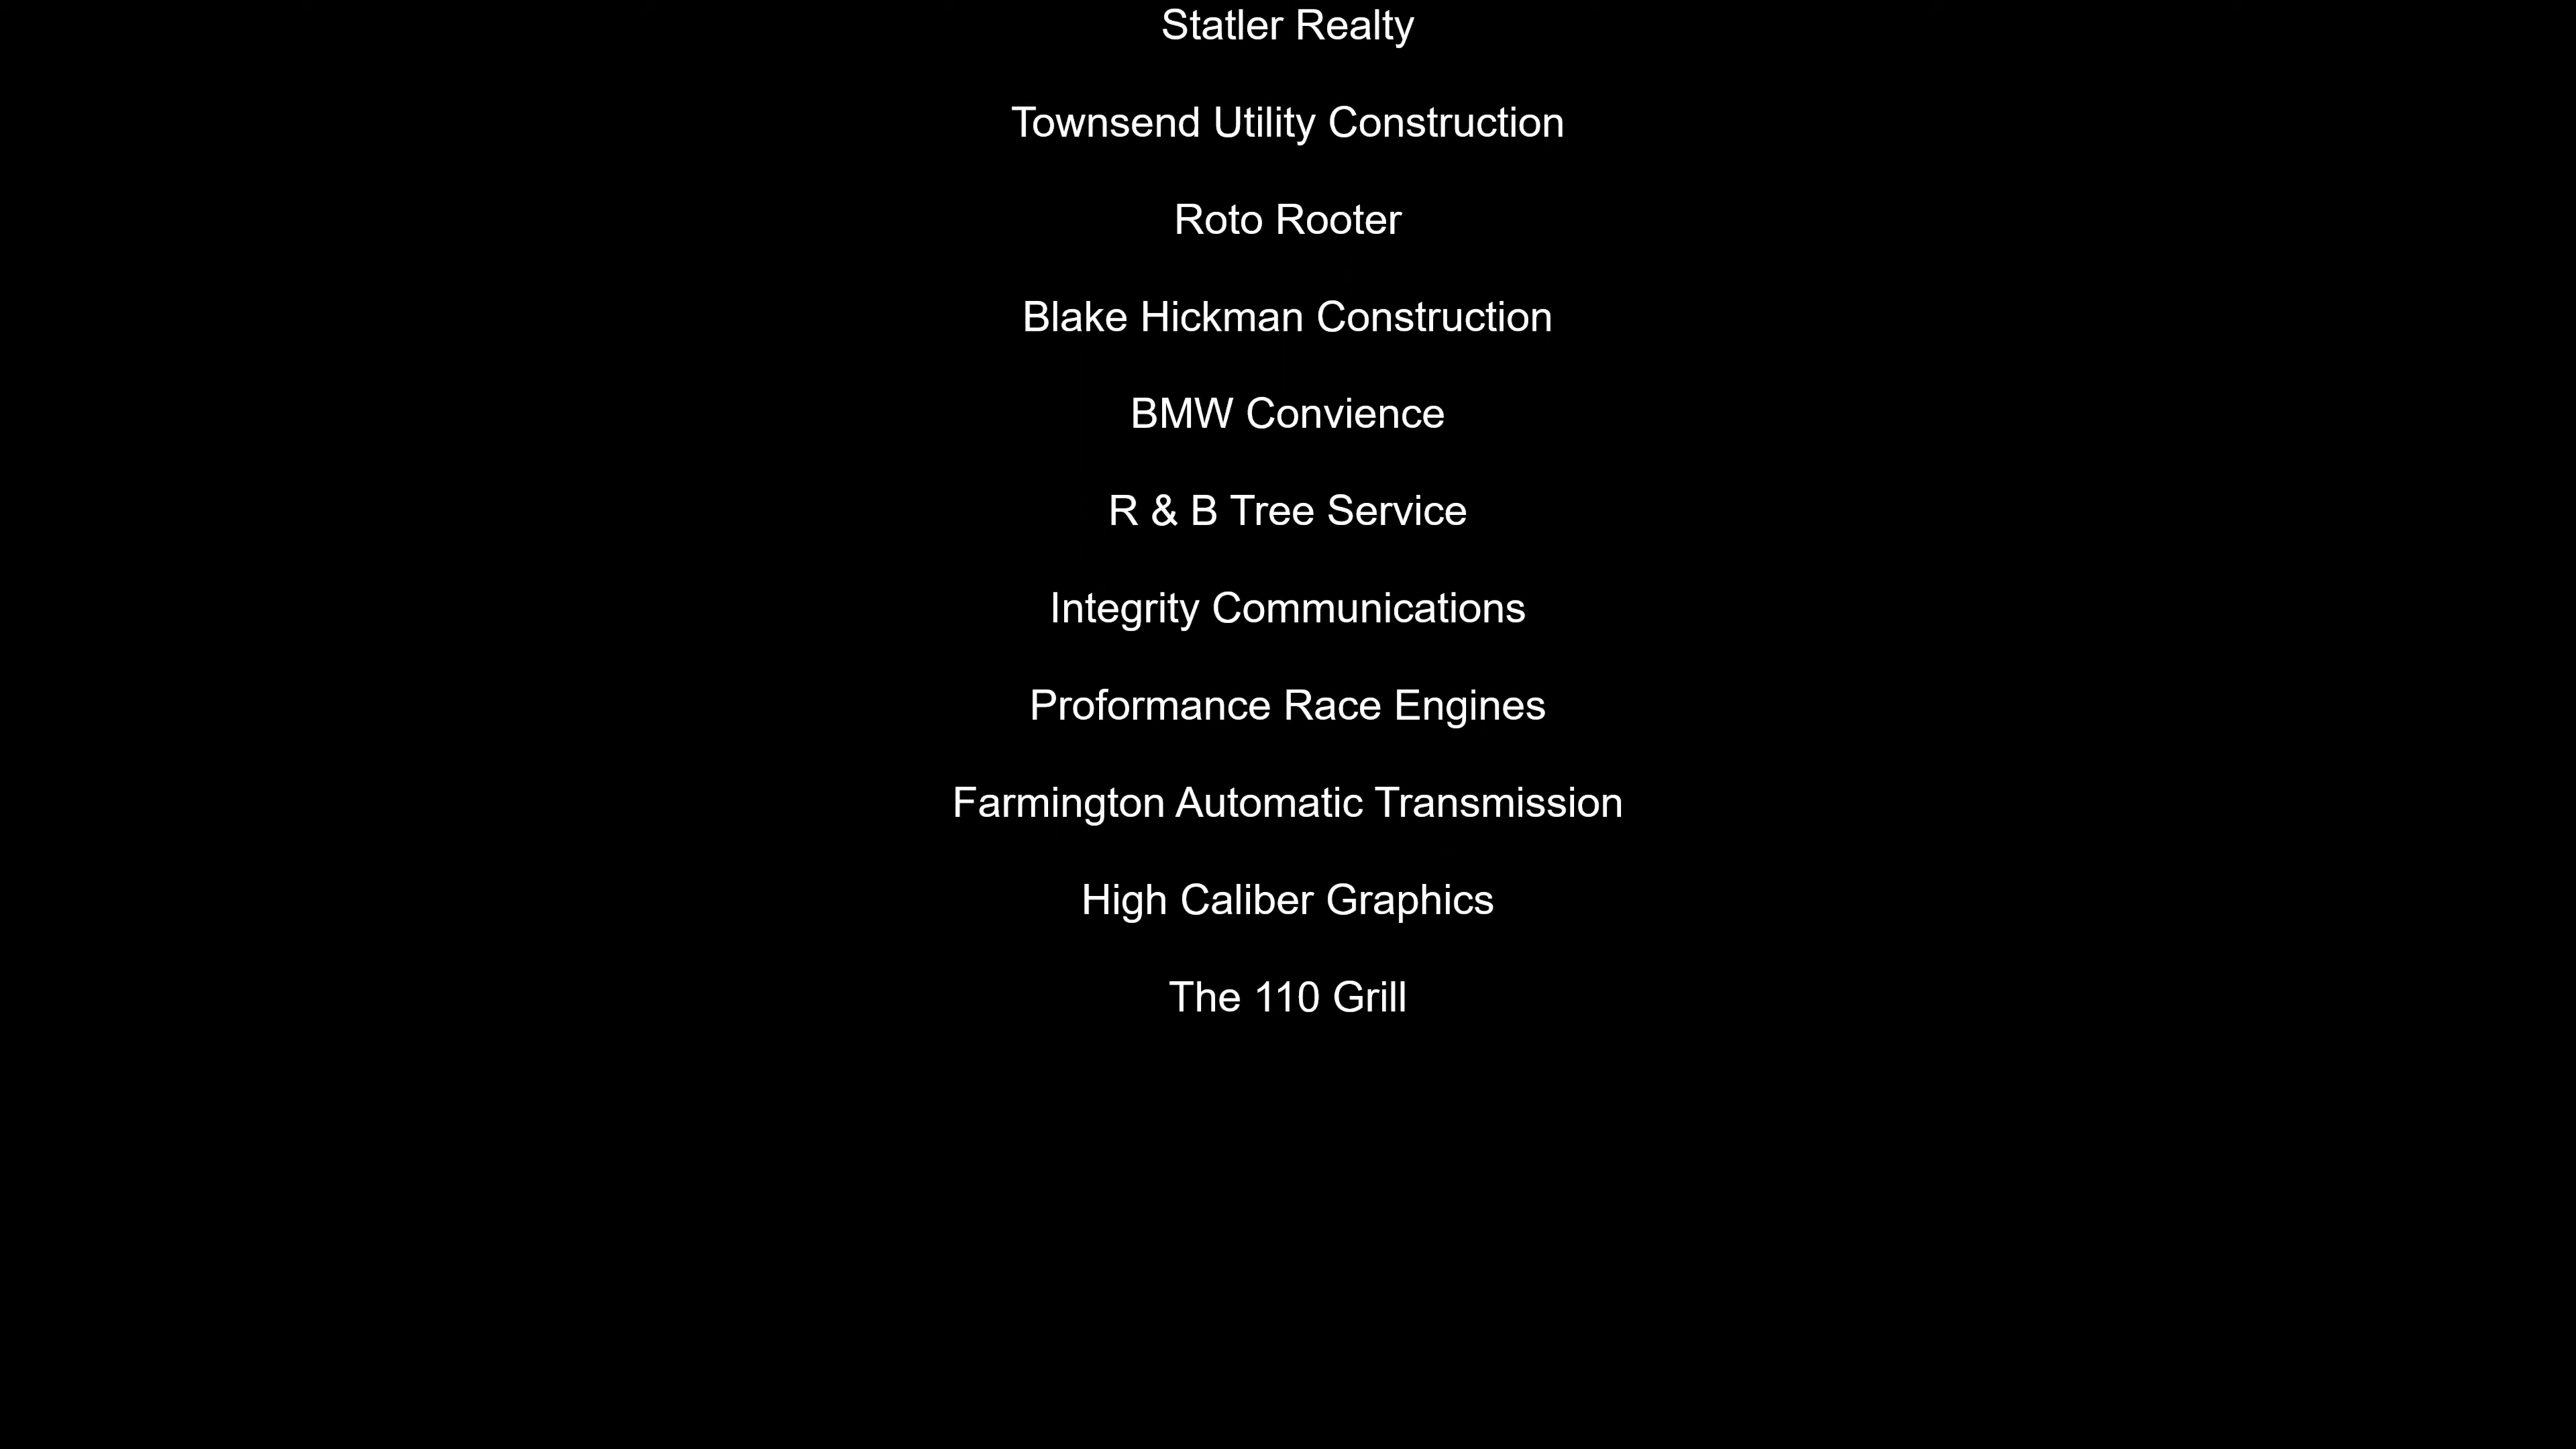 Statler Realty
Townsend Utility Construction
Roto Rooter
Blake Hickman Construction
BMW Convience
R & B Tree Service
Integrity Communications
Proformance Race Engines
Farmington Automatic Transmission
High Caliber Graphics
The 110 Grill